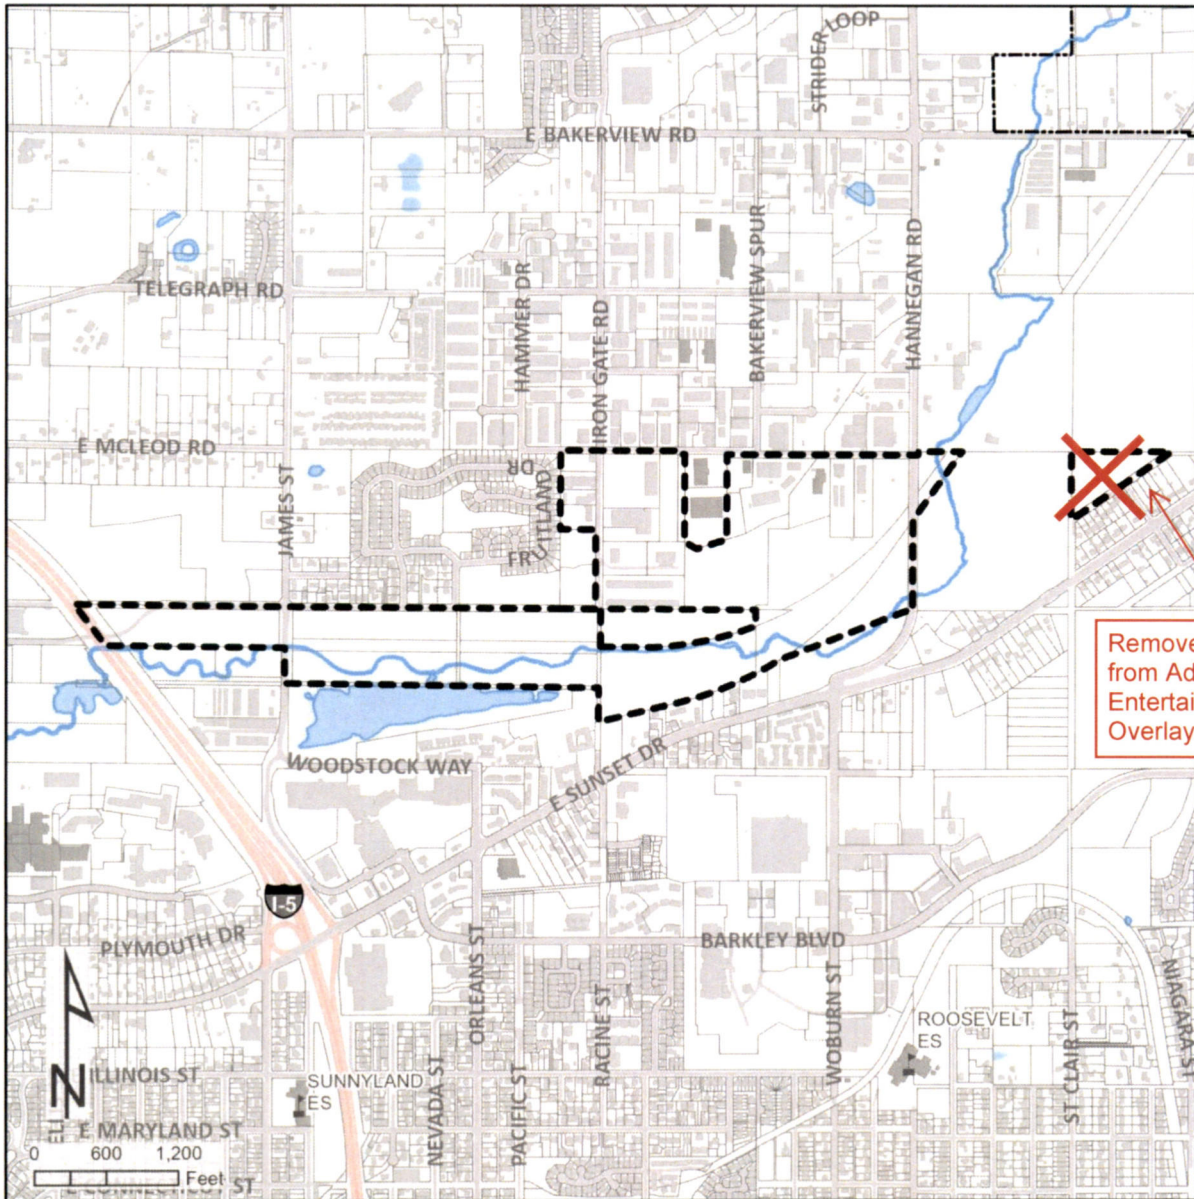 STRIDER LOOP
E BAKERVIEW RD
TELEGRAPH RD
HAMMER DR
IRON GATE RD
BAKERVIEW SPUR
HANNEGAN RD
E MCLEOD RD
JAMES ST
DR
FRUITLAND
Remove
from Ad
Entertai
Overlay
WOODSTOCK WAY
E SUNSET DR
I-5
PLYMOUTH DR
ORLEANS ST
BARKLEY BLVD
RACINE ST
WOBURN ST
NIAGARA ST
ROOSEVELT
ES
ST CLAIR ST
N
ILLINOIS ST
SUNNYLAND
ES
NEVADA ST
PACIFIC ST
ELL
E MARYLAND ST
0 600 1,200
Feet
E CONNECTICUT ST